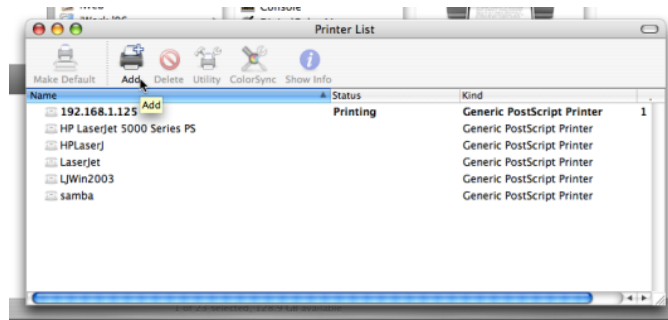 Console
Printer List
Make Default Add Delete Utility ColorSync Show Info
Name Status Kind
Add
192.168.1.125 Printing Generic PostScript Printer 1
HP LaserJet 5000 Series PS Generic PostScript Printer
HPLaserJ Generic PostScript Printer
LaserJet Generic PostScript Printer
LJWin2003 Generic PostScript Printer
samba Generic PostScript Printer